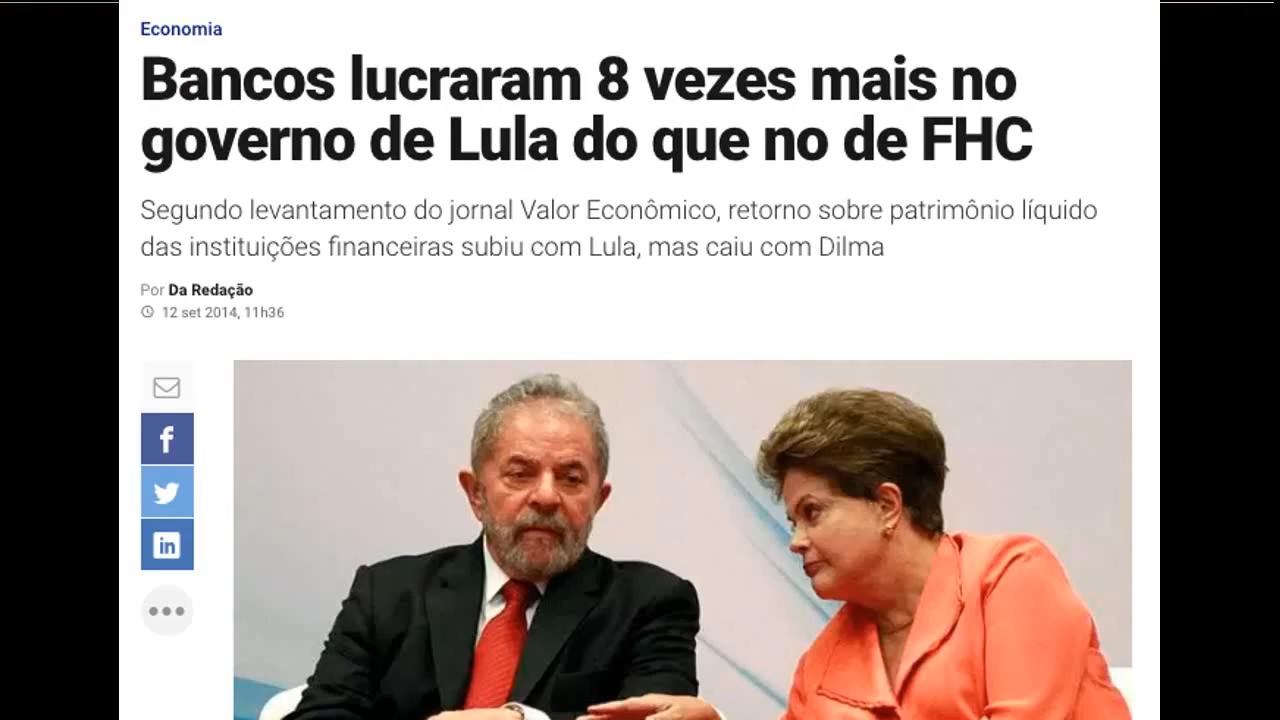 Economia
Bancos lucraram 8 vezes mais no
governo de Lula do que no de FHC
Segundo levantamento do jornal Valor Econômico, retorno sobre patrimônio líquido
das instituições financeiras subiu com Lula, mas caiu com Dilma
Por Da Redação
12 set 2014, 11h36
f
in